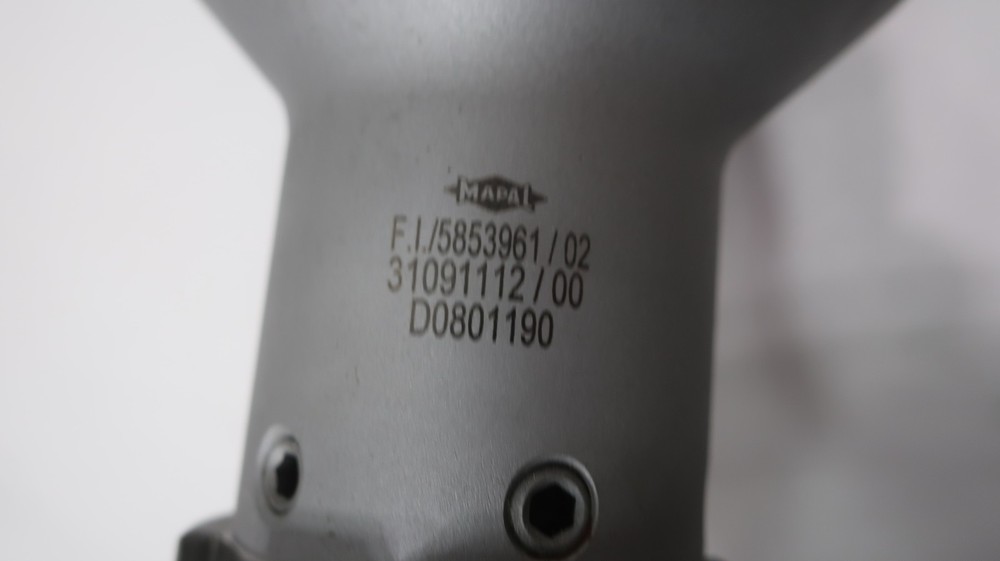 MAPAL
F.I./5853961 / 02
31091112 / 00
D0801190